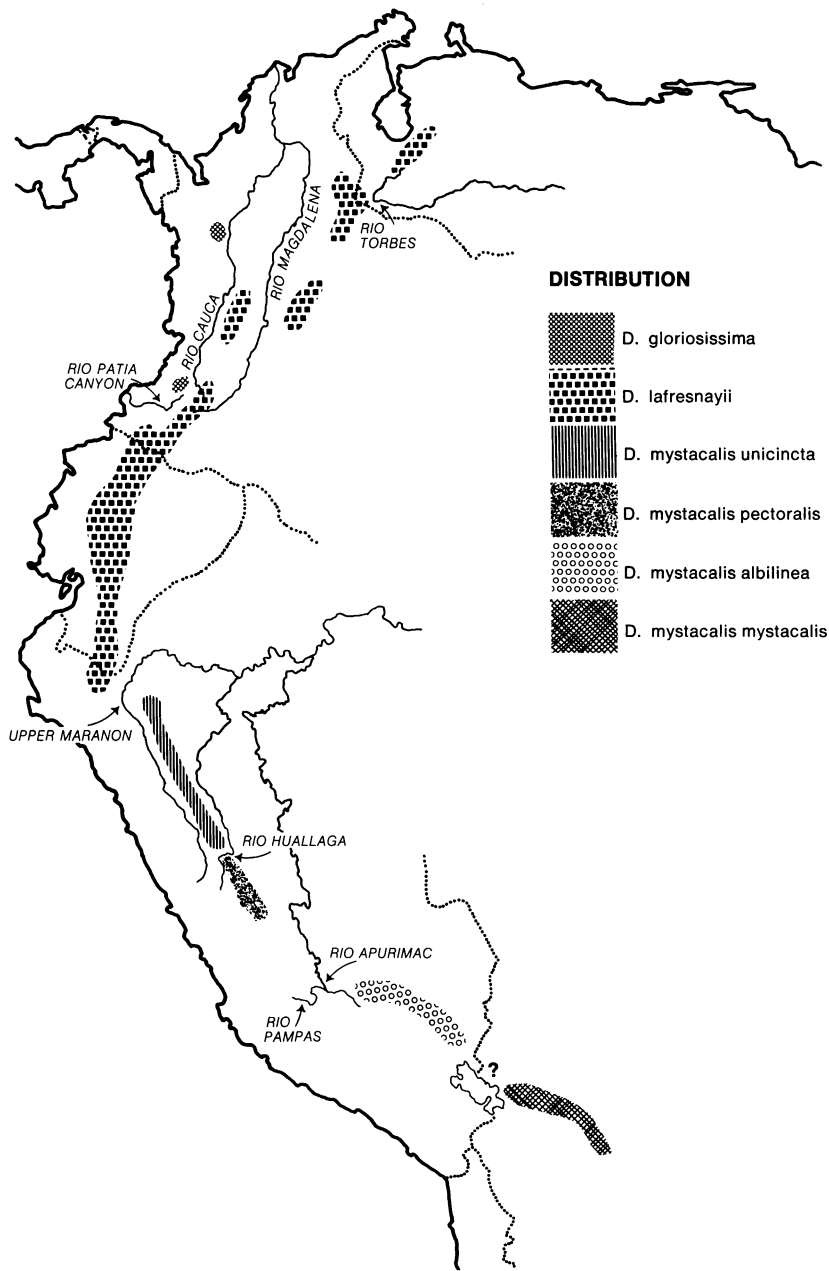 RIO MAGDALENA
RIO
TORBES
RIO CAUCA
RIO PATIA
CANYON
DISTRIBUTION
D. gloriosissima
D. lafresnayii
D. mystacalis unicincta
D. mystacalis pectoralis
D. mystacalis albilinea
D. mystacalis mystacalis
UPPER MARANON
RIO HUALLAGA
RIO APURIMAC
RIO
PAMPAS
?